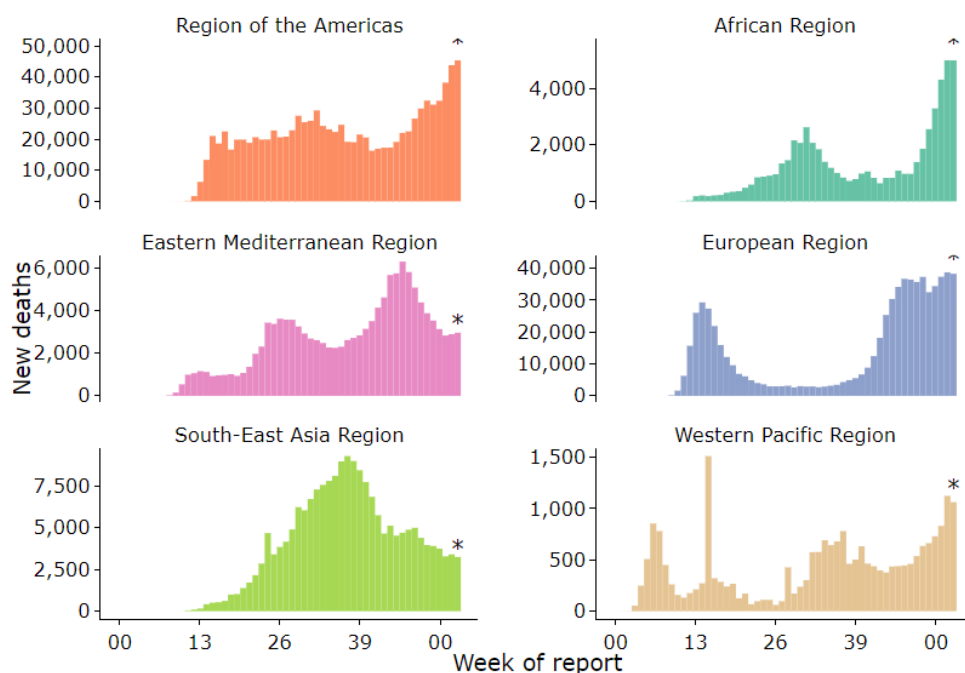 Region of the Americas
African Region
50,000
40,000
30,000
20,000
10,000
0
4,000
2,000
0
Eastern Mediterranean Region
European Region
6,000
4,000
2,000
0
*
40,000
30,000
20,000
10,000
0
New deaths
South-East Asia Region
Western Pacific Region
7,500
5,000
2,500
0
*
1,500
1,000
500
0
*
00 13 26 39 00
00 13 26 39 00
Week of report